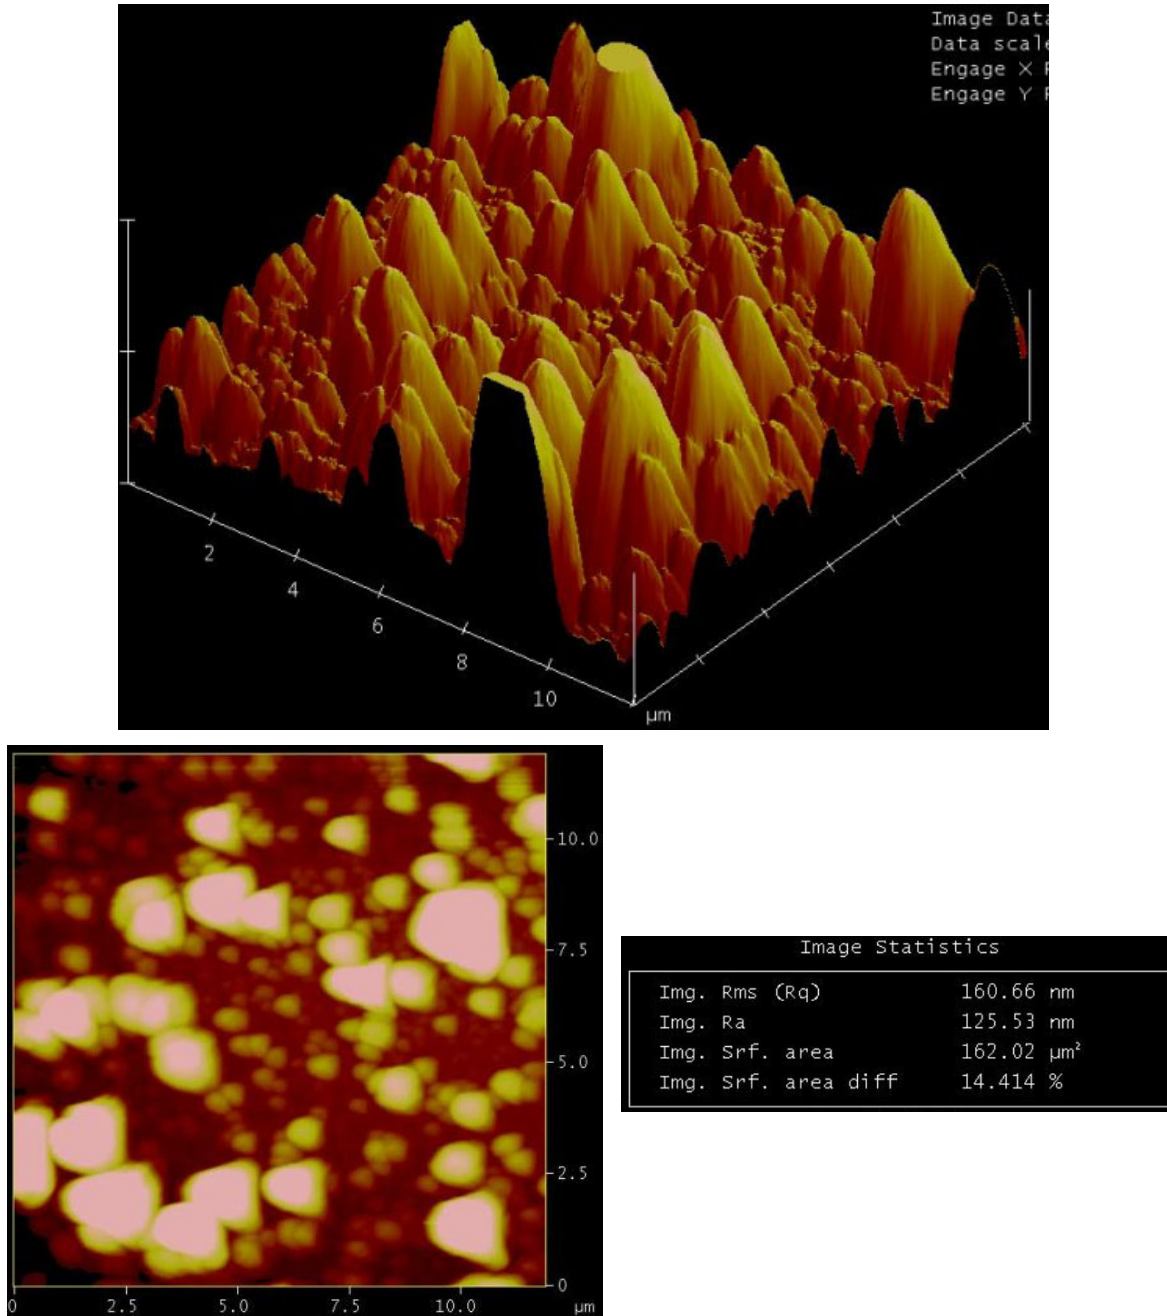 Image Data
Data scale
Engage X
Engage Y
2
4
6
8
10
µm
10.0
7.5
5.0
2.5
0
0 2.5 5.0 7.5 10.0 µm
Image Statistics
Img. Rms (Rq) 160.66 nm
Img. Ra 125.53 nm
Img. Srf. area 162.02 µm²
Img. Srf. area diff 14.414 %